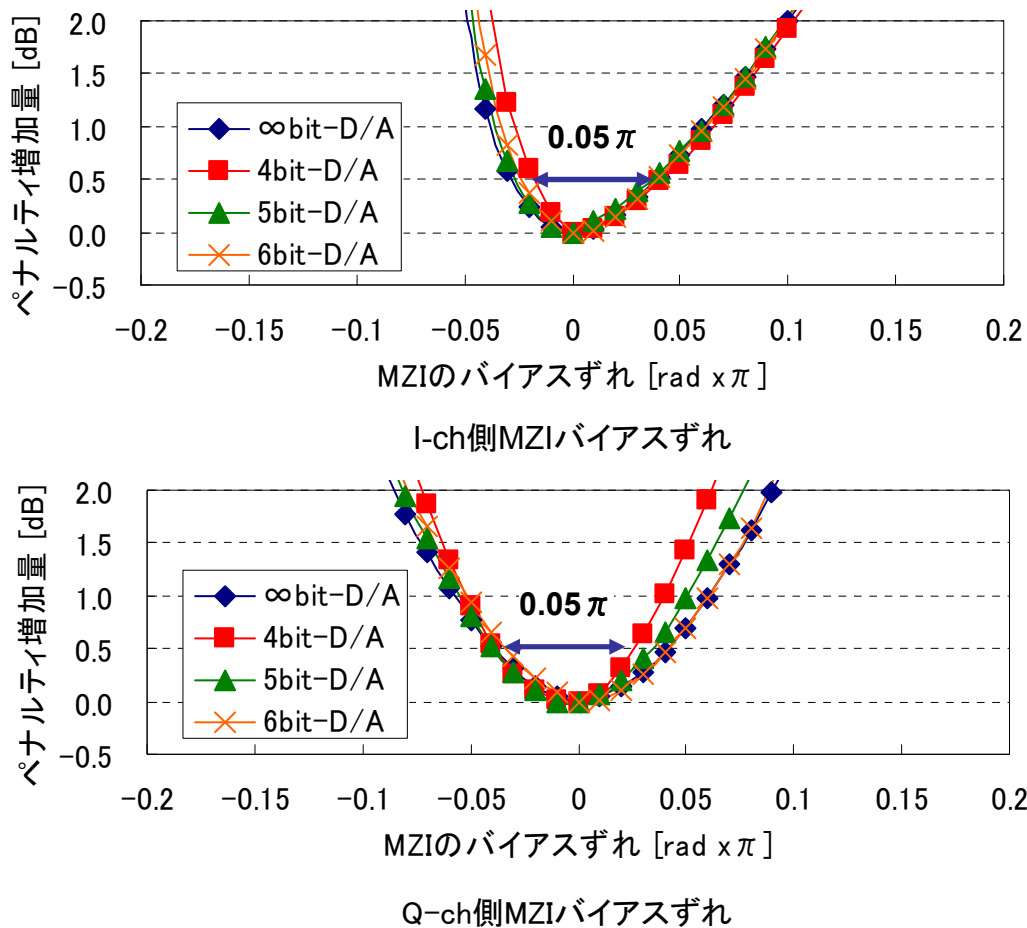 ペナルティ増加量 [dB]
2.0
1.5
1.0
0.5
0.0
-0.5
∞bit-D/A
4bit-D/A
5bit-D/A
6bit-D/A
0.05π
-0.2 -0.15 -0.1 -0.05 0 0.05 0.1 0.15 0.2
MZIのバイアスずれ [rad xπ]
I-ch側MZIバイアスずれ
ペナルティ増加量 [dB]
2.0
1.5
1.0
0.5
0.0
-0.5
∞bit-D/A
4bit-D/A
5bit-D/A
6bit-D/A
0.05π
-0.2 -0.15 -0.1 -0.05 0 0.05 0.1 0.15 0.2
MZIのバイアスずれ [rad xπ]
Q-ch側MZIバイアスずれ